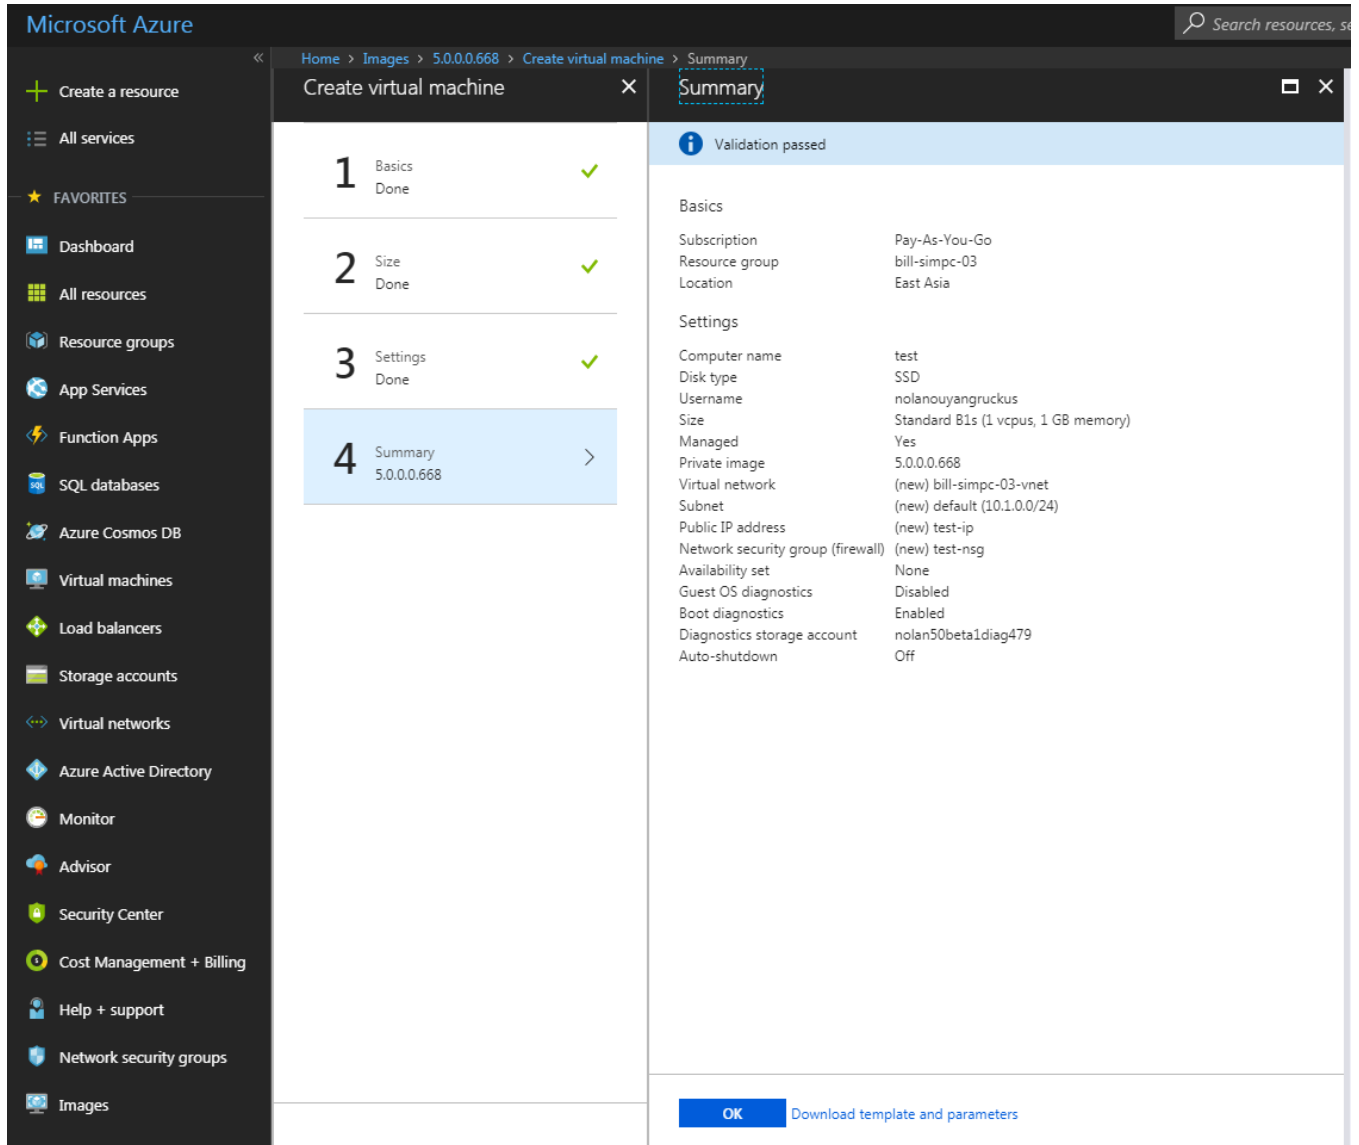 Microsoft Azure
Search resources, se
«
Home > Images > 5.0.0.0.668 > Create virtual machine > Summary
Create a resource
All services
FAVORITES
Dashboard
All resources
Resource groups
App Services
Function Apps
SQL databases
Azure Cosmos DB
Virtual machines
Load balancers
Storage accounts
Virtual networks
Azure Active Directory
Monitor
Advisor
Security Center
Cost Management + Billing
Help + support
Network security groups
Images
Create virtual machine
1 Basics
Done
2 Size
Done
3 Settings
Done
4 Summary
5.0.0.0.668
Summary
Validation passed
Basics
Subscription Pay-As-You-Go
Resource group bill-simpc-03
Location East Asia
Settings
Computer name test
Disk type SSD
Username nolanouyangruckus
Size Standard B1s (1 vcpus, 1 GB memory)
Managed Yes
Private image 5.0.0.0.668
Virtual network (new) bill-simpc-03-vnet
Subnet (new) default (10.1.0.0/24)
Public IP address (new) test-ip
Network security group (firewall) (new) test-nsg
Availability set None
Guest OS diagnostics Disabled
Boot diagnostics Enabled
Diagnostics storage account nolan50beta1diag479
Auto-shutdown Off
OK Download template and parameters